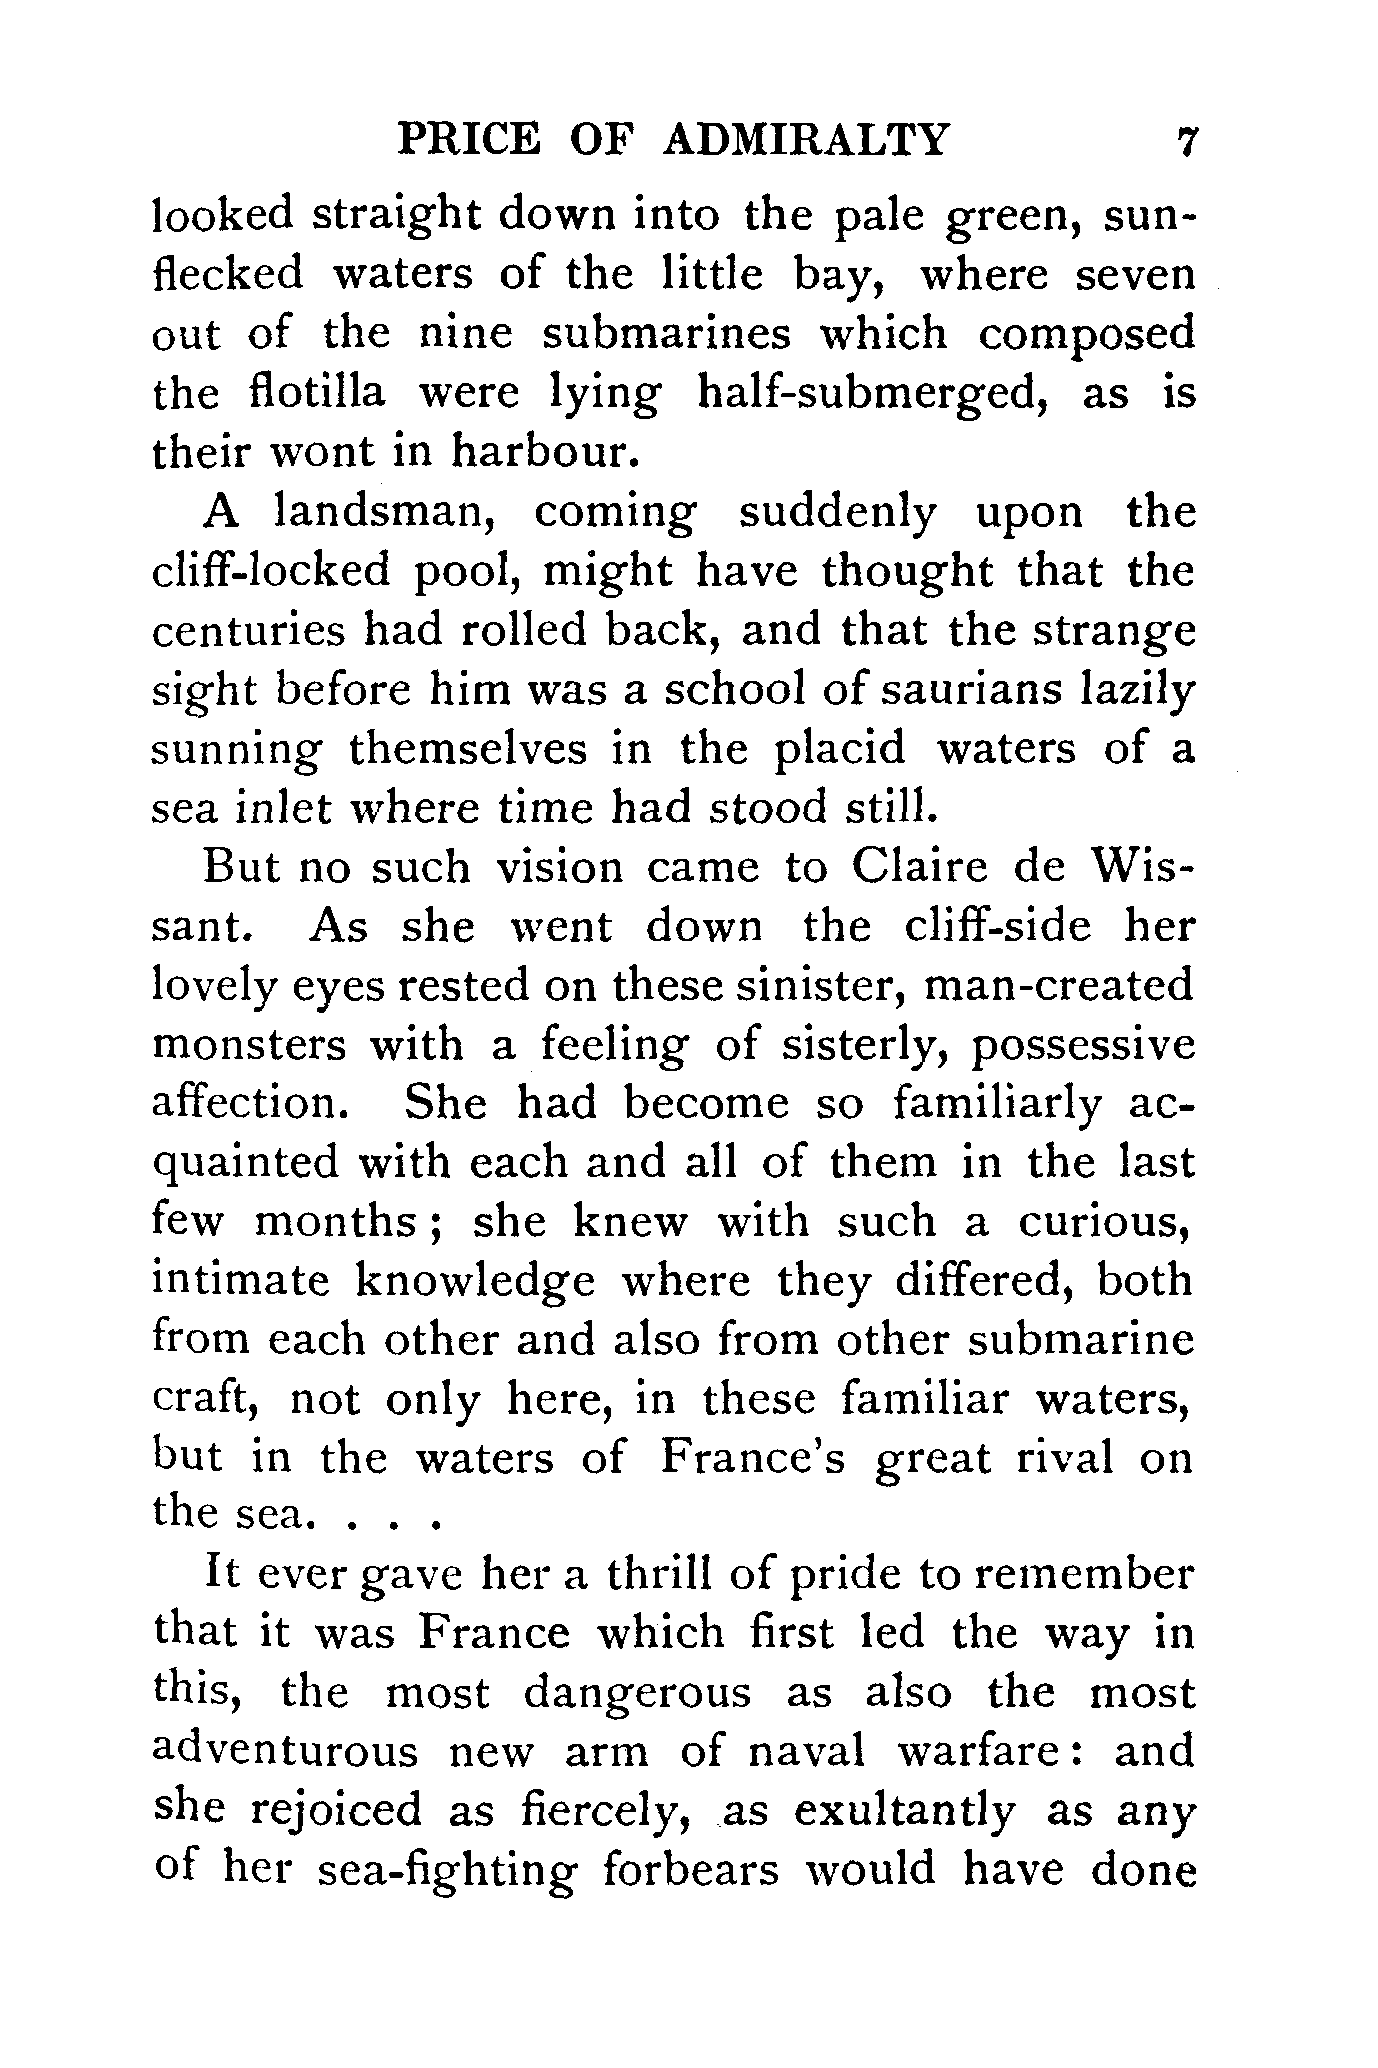 PRICE OF ADMIRALTY 7
looked straight down into the pale green, sun-
flecked waters of the little bay, where seven
out of the nine submarines which composed
the flotilla were lying half-submerged, as is
their wont in harbour.
A landsman, coming suddenly upon the
cliff-locked pool, might have thought that the
centuries had rolled back, and that the strange
sight before him was a school of saurians lazily
sunning themselves in the placid waters of a
sea inlet where time had stood still.
But no such vision came to Claire de Wis-
sant. As she went down the cliff-side her
lovely eyes rested on these sinister, man-created
monsters with a feeling of sisterly, possessive
affection. She had become so familiarly ac-
quainted with each and all of them in the last
few months ; she knew with such a curious,
intimate knowledge where they differed, both
from each other and also from other submarine
craft, not only here, in these familiar waters,
but in the waters of France's great rival on
the sea. . . .
It ever gave her a thrill of pride to remember
that it was France which first led the way in
this, the most dangerous as also the most
adventurous new arm of naval warfare : and
she rejoiced as fiercely, as exultantly as any
of her sea-fighting forbears would have done